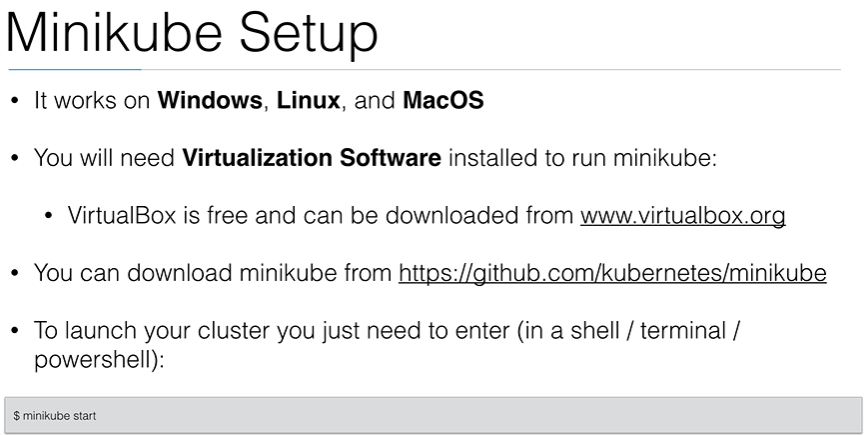 Minikube Setup
• It works on Windows, Linux, and MacOS
• You will need Virtualization Software installed to run minikube:
• VirtualBox is free and can be downloaded from www.virtualbox.org
• You can download minikube from https://github.com/kubernetes/minikube
• To launch your cluster you just need to enter (in a shell / terminal /
powershell):
$ minikube start